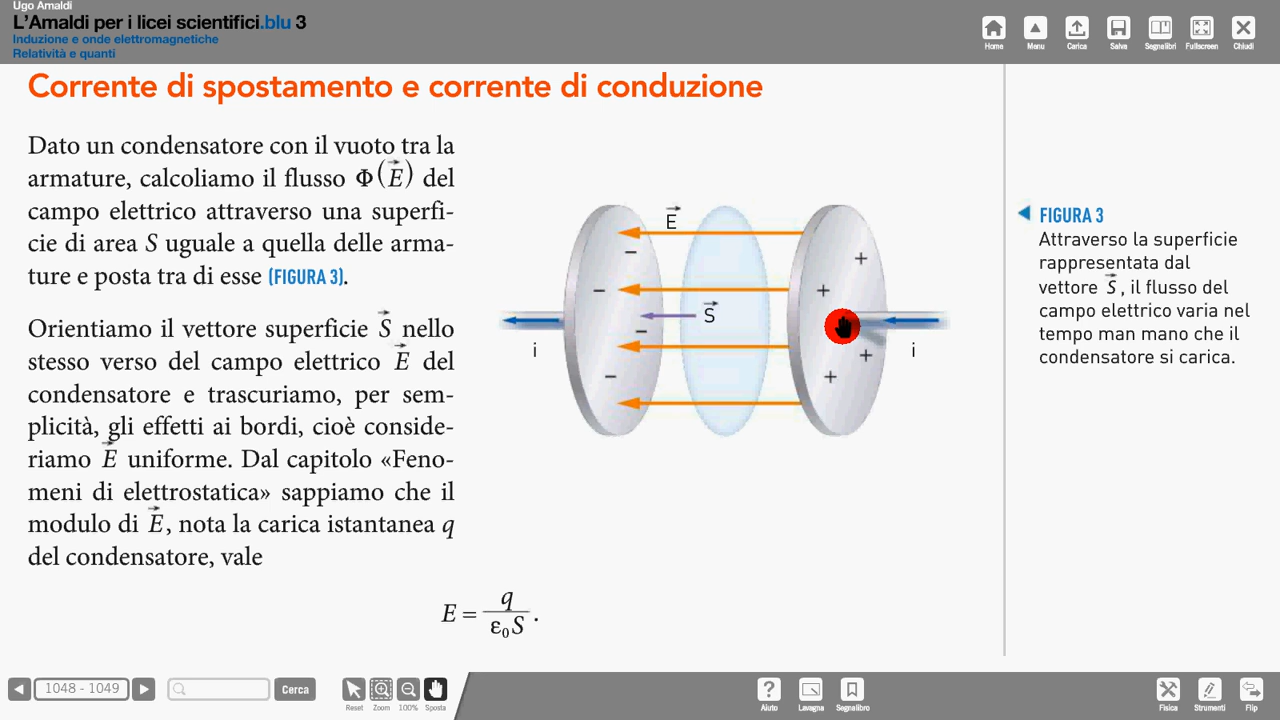 Ugo Amaldi
L'Amaldi per i licei scientifici.blu 3
Induzione e onde elettromagnetiche
Relatività e quanti
Home Menu Carica Salva Segnalibri Fullscreen Chiudi
Corrente di spostamento e corrente di conduzione
Dato un condensatore con il vuoto tra la
armature, calcoliamo il flusso Φ(E⃗) del
campo elettrico attraverso una superfi-
cie di area S uguale a quella delle arma-
ture e posta tra di esse (FIGURA 3).
Orientiamo il vettore superficie S⃗ nello
stesso verso del campo elettrico E⃗ del
condensatore e trascuriamo, per sem-
plicità, gli effetti ai bordi, cioè conside-
riamo E⃗ uniforme. Dal capitolo «Feno-
meni di elettrostatica» sappiamo che il
modulo di E⃗, nota la carica istantanea q
del condensatore, vale
E = q / ε₀S .
E⃗
S⃗
i
i
− − − −
+ + + +
◀ FIGURA 3
Attraverso la superficie
rappresentata dal
vettore S⃗, il flusso del
campo elettrico varia nel
tempo man mano che il
condensatore si carica.
1048 - 1049
Cerca
Reset Zoom 100% Sposta
? Aiuto Lavagna Segnalibro
Fisica Strumenti Flip